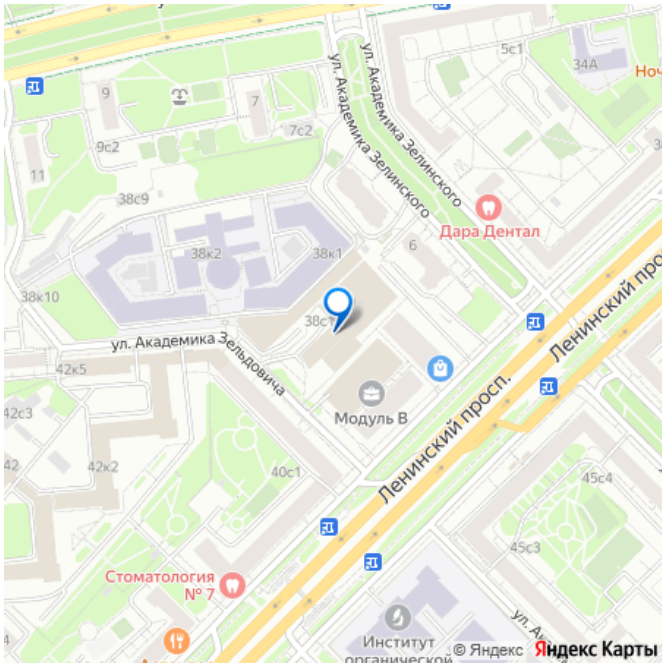 5с1
34А
Ноч
9
7
7с2
9с2
11
38с9
ул. Академика Зелинского
ул. Академика Зелинского
Дара Дентал
6
38к1
38к2
38к10
38с1
ул. Академика Зельдовича
42к5
42с3
42
42к2
40с1
Модуль В
Ленинский просп.
Ленинский про
45с4
45с3
Стоматология
№ 7
Институт
органической
© Яндекс Яндекс Карты